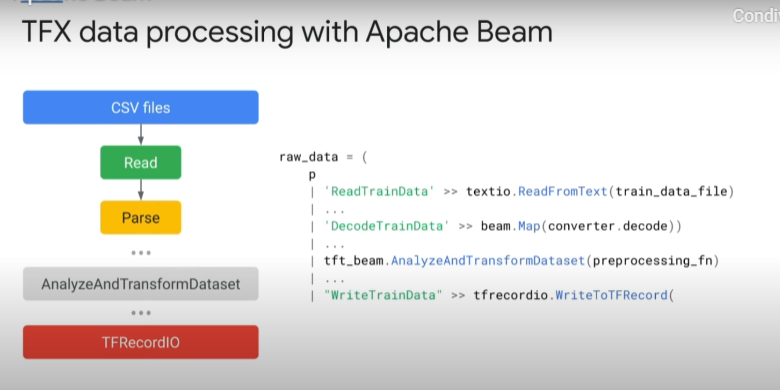 Condi
TFX data processing with Apache Beam
CSV files
Read
Parse
...
AnalyzeAndTransformDataset
...
TFRecordIO
raw_data = (
p
| 'ReadTrainData' >> textio.ReadFromText(train_data_file)
| ...
| 'DecodeTrainData' >> beam.Map(converter.decode))
| ...
| tft_beam.AnalyzeAndTransformDataset(preprocessing_fn)
| ...
| "WriteTrainData" >> tfrecordio.WriteToTFRecord(